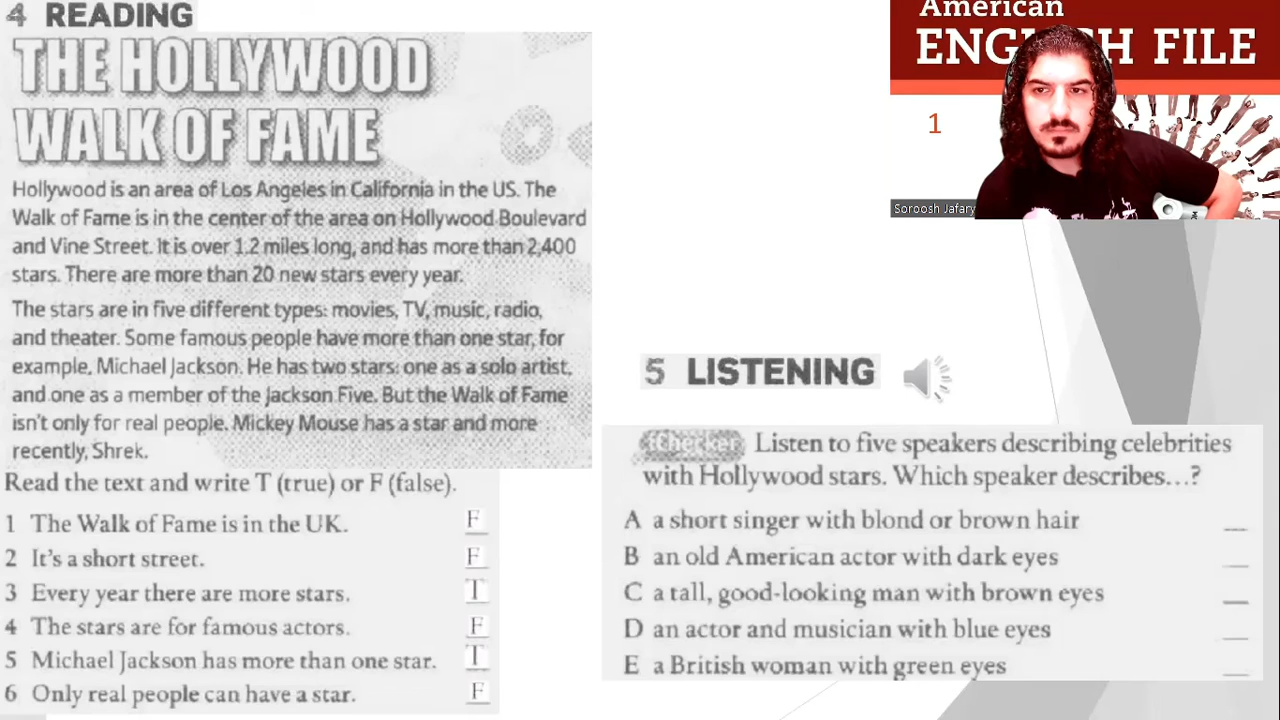 4 READING
THE HOLLYWOOD
WALK OF FAME
Hollywood is an area of Los Angeles in California in the US. The
Walk of Fame is in the center of the area on Hollywood Boulevard
and Vine Street. It is over 1.2 miles long, and has more than 2,400
stars. There are more than 20 new stars every year.
The stars are in five different types: movies, TV, music, radio,
and theater. Some famous people have more than one star, for
example, Michael Jackson. He has two stars: one as a solo artist,
and one as a member of the Jackson Five. But the Walk of Fame
isn't only for real people. Mickey Mouse has a star and more
recently, Shrek.
Read the text and write T (true) or F (false).
1 The Walk of Fame is in the UK. F
2 It's a short street. F
3 Every year there are more stars. T
4 The stars are for famous actors. F
5 Michael Jackson has more than one star. T
6 Only real people can have a star. F
American
ENGLISH FILE
1
Soroosh Jafary
5 LISTENING
iChecker Listen to five speakers describing celebrities
with Hollywood stars. Which speaker describes...?
A a short singer with blond or brown hair __
B an old American actor with dark eyes __
C a tall, good-looking man with brown eyes __
D an actor and musician with blue eyes __
E a British woman with green eyes __